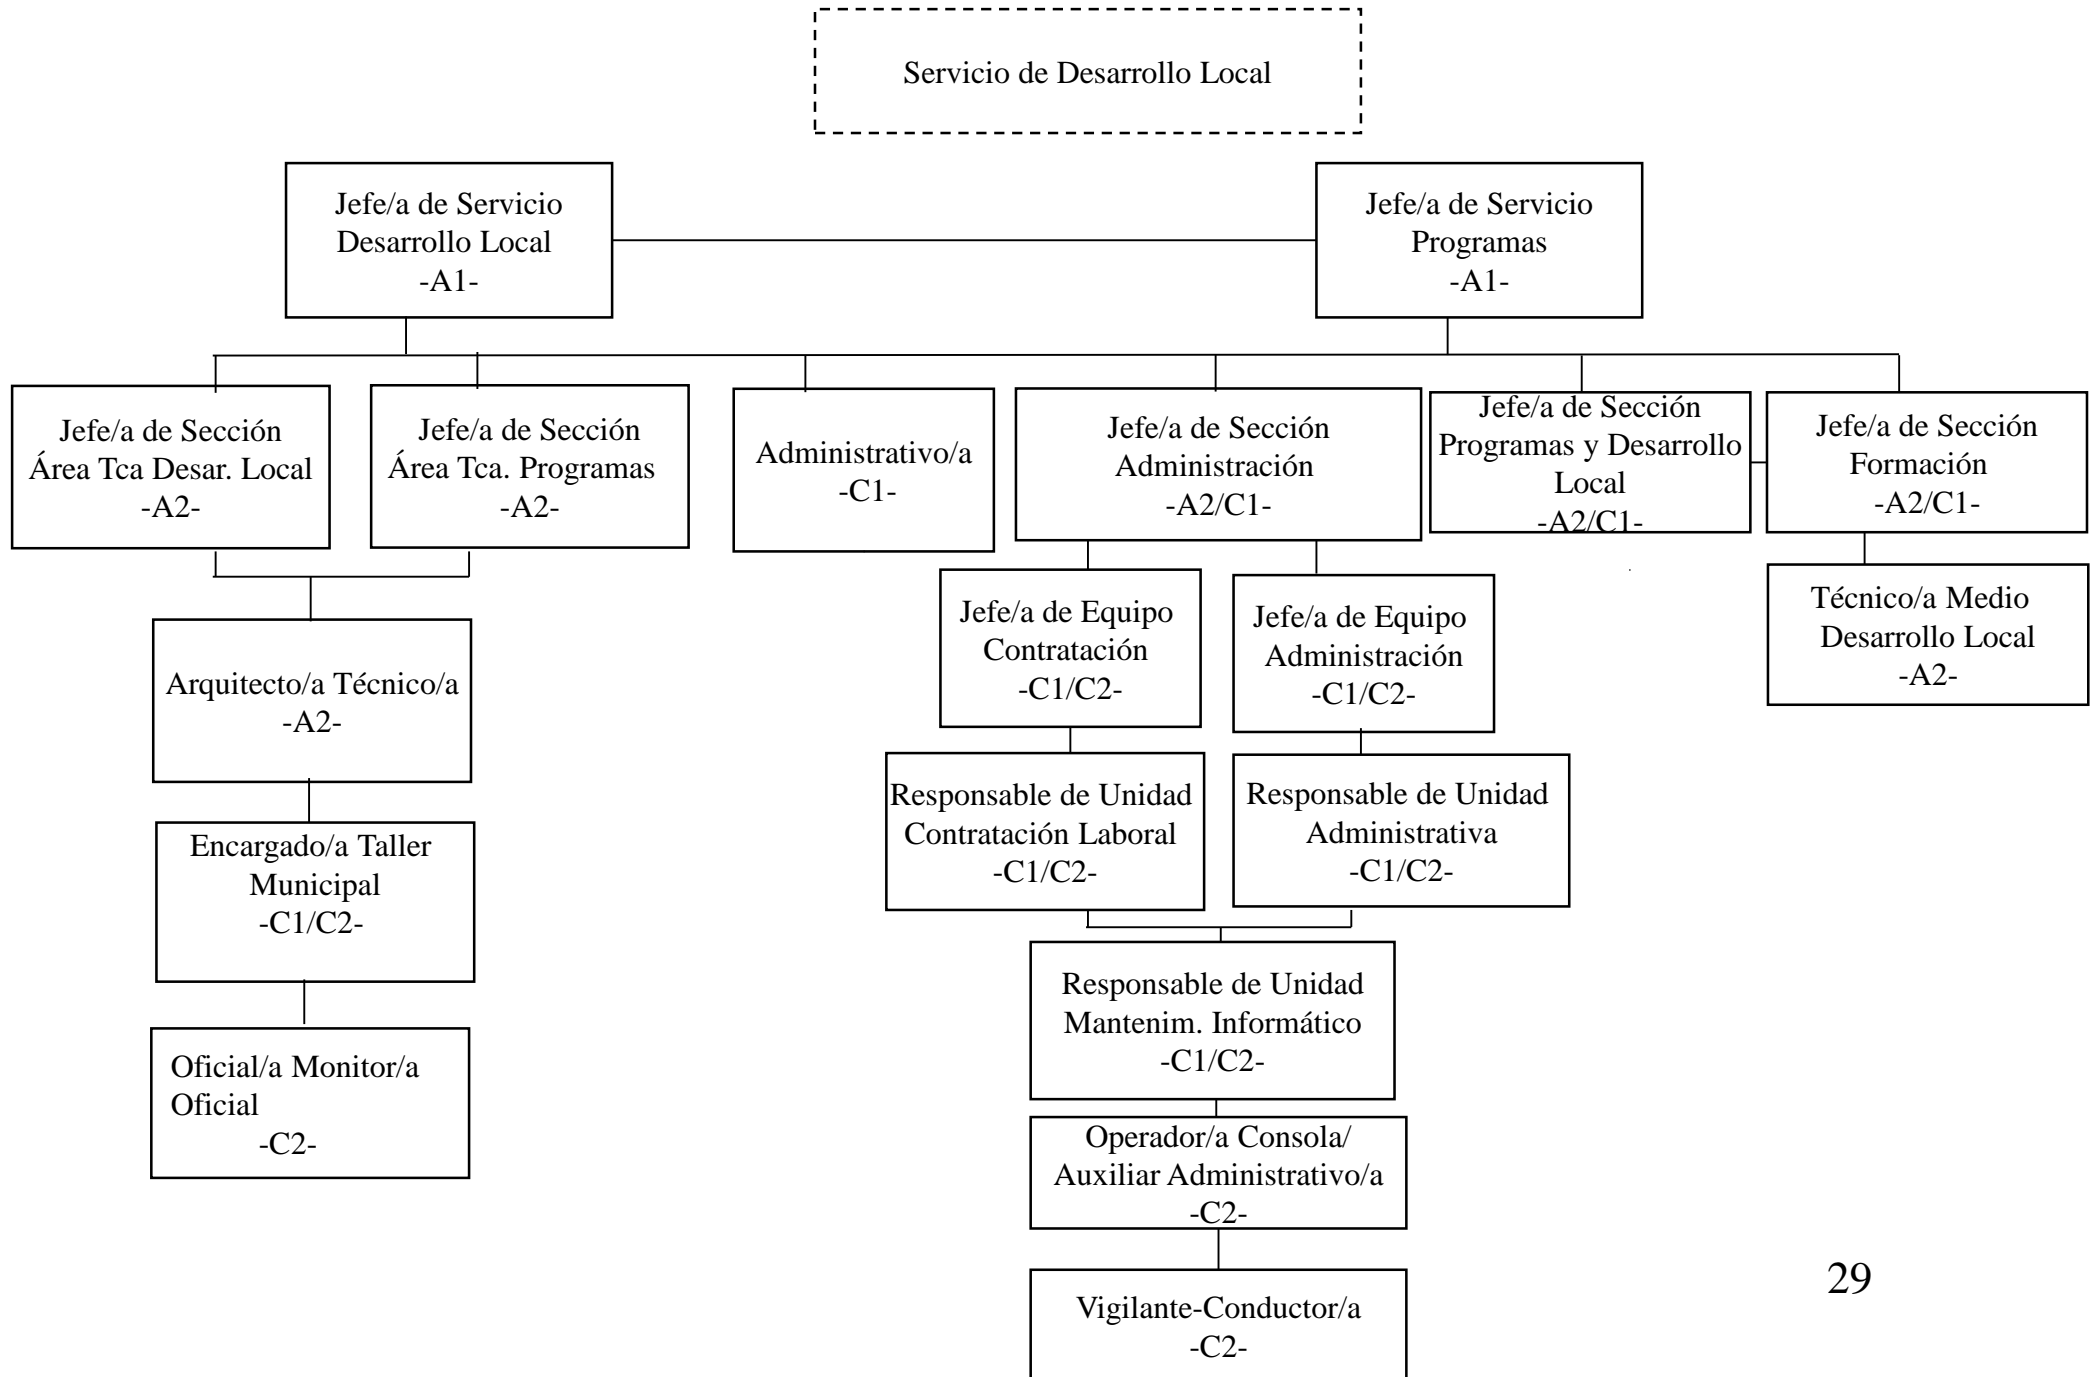 Servicio de Desarrollo Local
Jefe/a de Servicio
Desarrollo Local
-A1-
Jefe/a de Servicio
Programas
-A1-
Jefe/a de Sección
Área Tca Desar. Local
-A2-
Jefe/a de Sección
Área Tca. Programas
-A2-
Administrativo/a
-C1-
Jefe/a de Sección
Administración
-A2/C1-
Jefe/a de Sección
Programas y Desarrollo
Local
-A2/C1-
Jefe/a de Sección
Formación
-A2/C1-
Jefe/a de Equipo
Contratación
-C1/C2-
Jefe/a de Equipo
Administración
-C1/C2-
Técnico/a Medio
Desarrollo Local
-A2-
Arquitecto/a Técnico/a
-A2-
Responsable de Unidad
Contratación Laboral
-C1/C2-
Responsable de Unidad
Administrativa
-C1/C2-
Encargado/a Taller
Municipal
-C1/C2-
Responsable de Unidad
Mantenim. Informático
-C1/C2-
Oficial/a Monitor/a
Oficial
-C2-
Operador/a Consola/
Auxiliar Administrativo/a
-C2-
Vigilante-Conductor/a
-C2-
29